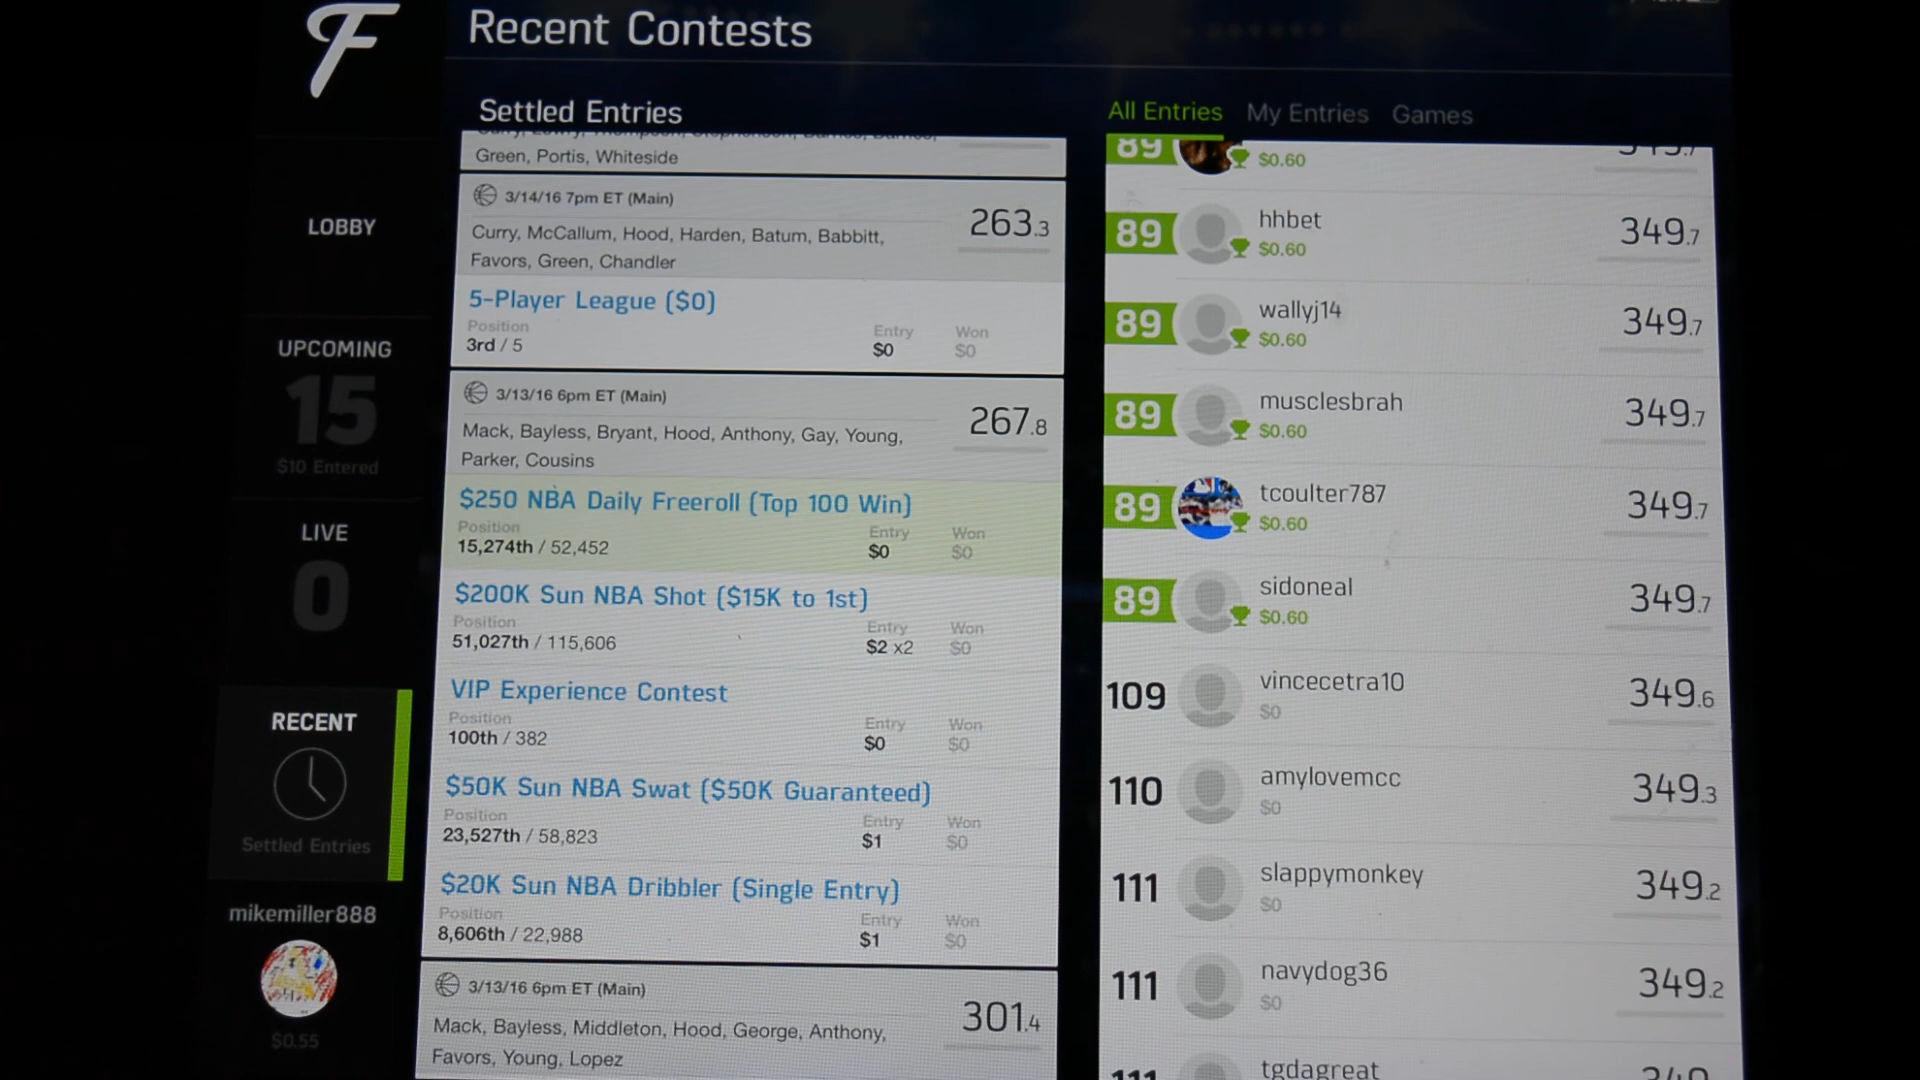 F
Recent Contests
LOBBY
UPCOMING
15
$10 Entered
LIVE
0
RECENT
Settled Entries
mikemiller888
$0.55
Settled Entries
Green, Portis, Whiteside
3/14/16 7pm ET (Main)
263.3
Curry, McCallum, Hood, Harden, Batum, Babbitt,
Favors, Green, Chandler
5-Player League ($0)
Position Entry Won
3rd / 5 $0 $0
3/13/16 6pm ET (Main)
267.8
Mack, Bayless, Bryant, Hood, Anthony, Gay, Young,
Parker, Cousins
$250 NBA Daily Freeroll (Top 100 Win)
Position Entry Won
15,274th / 52,452 $0 $0
$200K Sun NBA Shot ($15K to 1st)
Position Entry Won
51,027th / 115,606 $2 x2 $0
VIP Experience Contest
Position Entry Won
100th / 382 $0 $0
$50K Sun NBA Swat ($50K Guaranteed)
Position Entry Won
23,527th / 58,823 $1 $0
$20K Sun NBA Dribbler (Single Entry)
Position Entry Won
8,606th / 22,988 $1 $0
3/13/16 6pm ET (Main)
301.4
Mack, Bayless, Middleton, Hood, George, Anthony,
Favors, Young, Lopez
All Entries My Entries Games
89 $0.60
89 hhbet 349.7
$0.60
89 wallyj14 349.7
$0.60
89 musclesbrah 349.7
$0.60
89 tcoulter787 349.7
$0.60
89 sidoneal 349.7
$0.60
109 vincecetra10 349.6
$0
110 amylovemcc 349.3
$0
111 slappymonkey 349.2
$0
111 navydog36 349.2
$0
111 tgdagreat